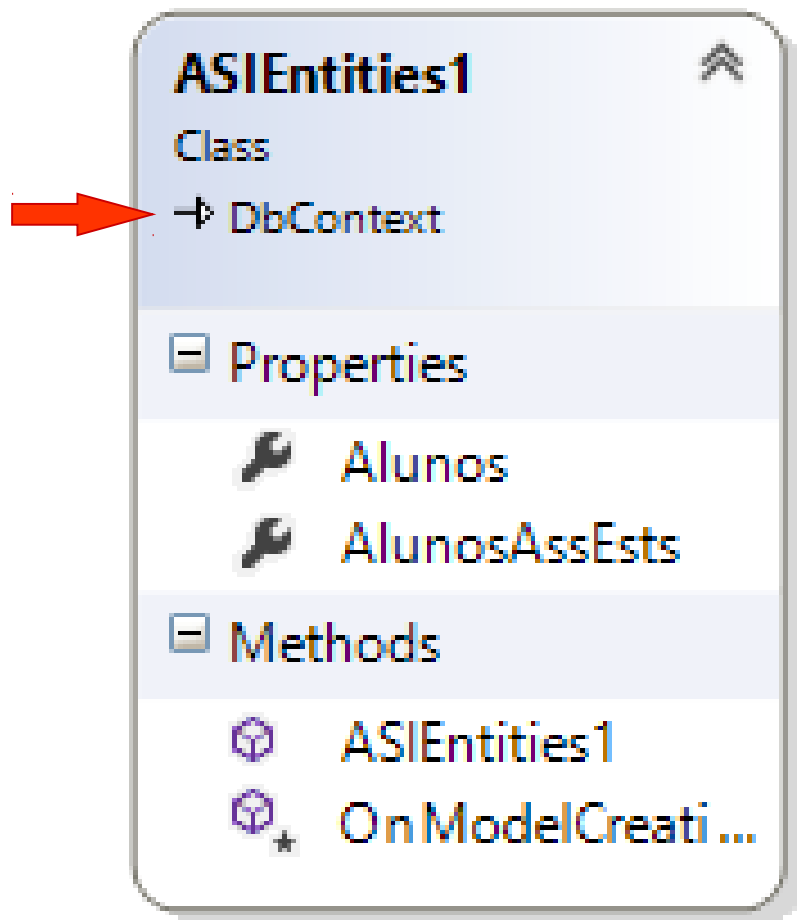 ASIEntities1
Class
DbContext
Properties
Alunos
AlunosAssEsts
Methods
ASIEntities1
OnModelCreati...